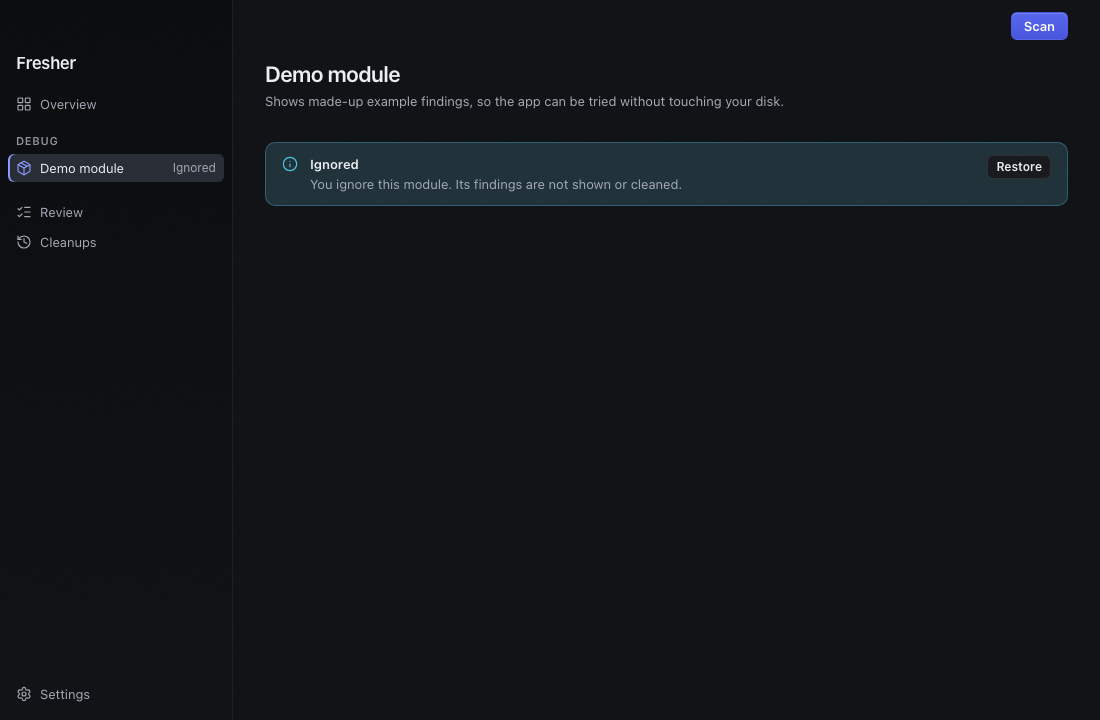 Scan
Fresher
Overview
DEBUG
Demo module
Ignored
Review
Cleanups
Settings
Demo module
Shows made-up example findings, so the app can be tried without touching your disk.
Ignored
You ignore this module. Its findings are not shown or cleaned.
Restore